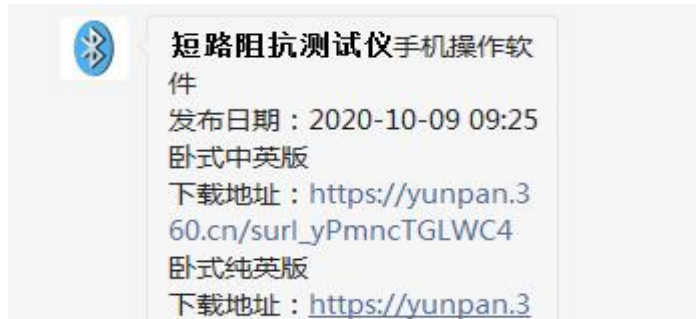 短路阻抗测试仪手机操作软
件
发布日期：2020-10-09 09:25
卧式中英版
下载地址：https://yunpan.3
60.cn/surl_yPmncTGLWC4
卧式纯英版
下载地址：https://yunpan.3